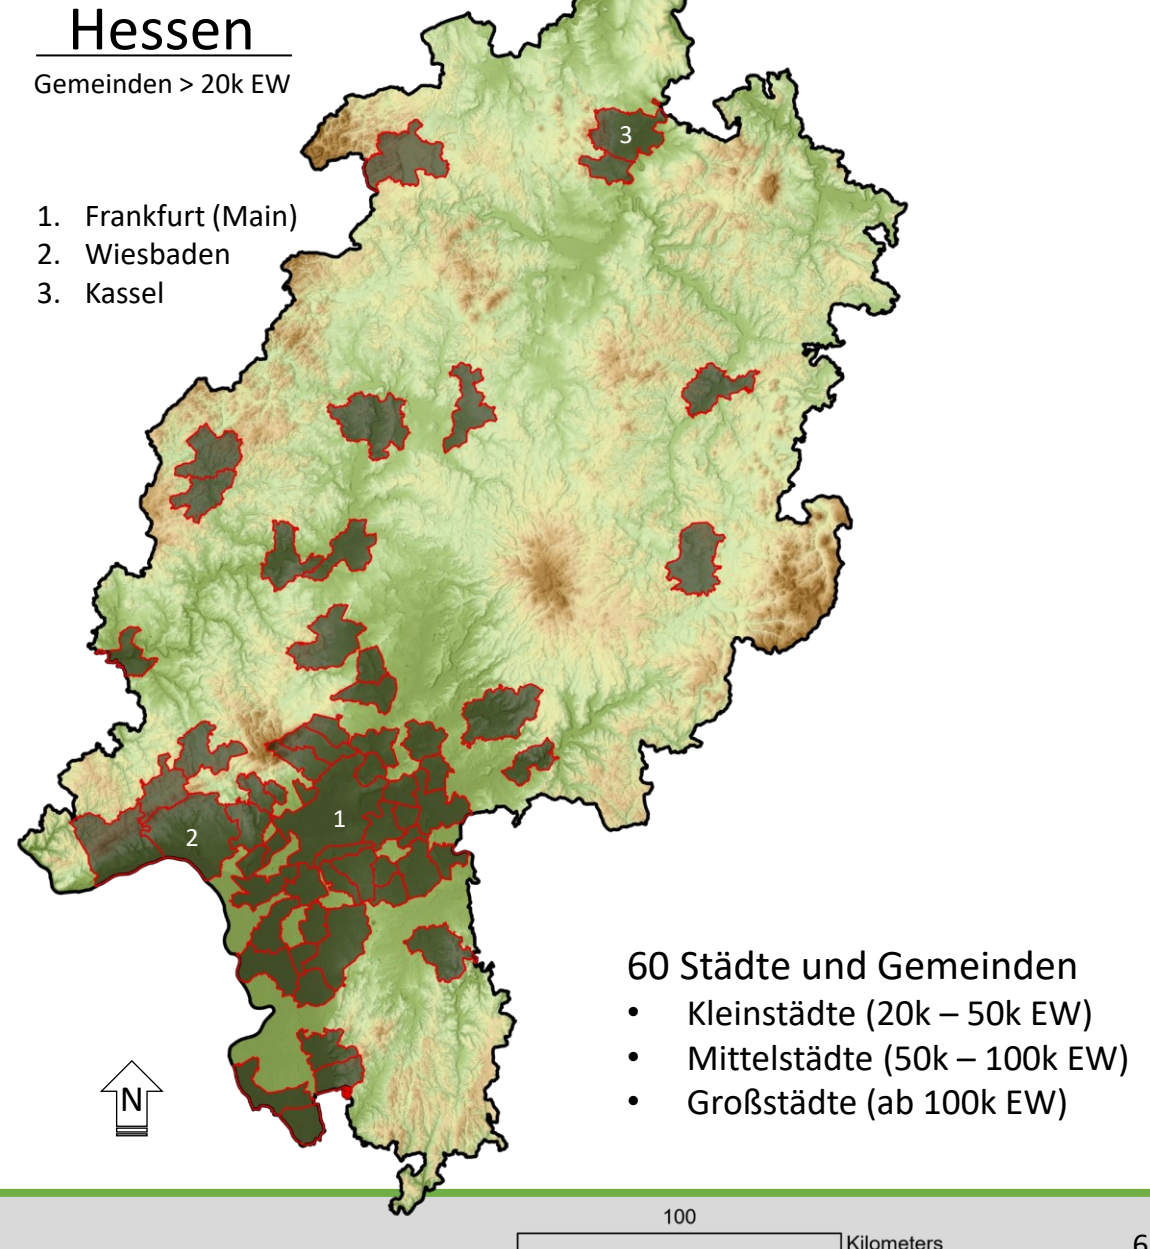 Hessen
Gemeinden > 20k EW
1. Frankfurt (Main)
2. Wiesbaden
3. Kassel
3
1
2
60 Städte und Gemeinden
• Kleinstädte (20k – 50k EW)
• Mittelstädte (50k – 100k EW)
• Großstädte (ab 100k EW)
N
100
Kilometers
6